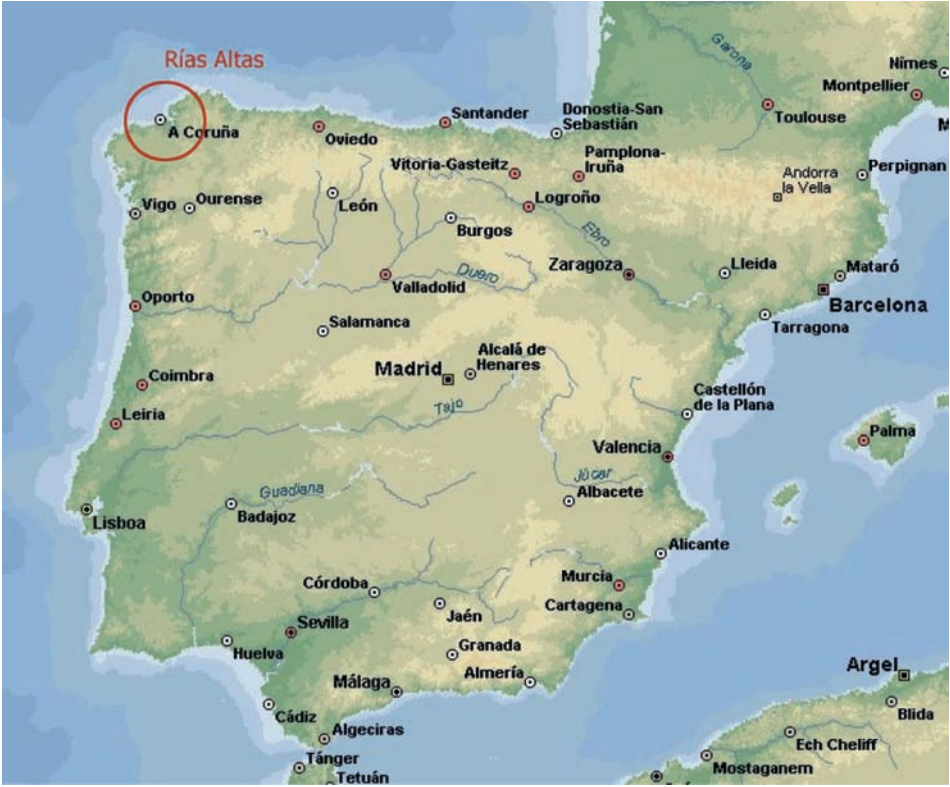 Garona
Nîmes
Rías Altas
Montpellier
Santander
Donostia-San
Sebastián
Toulouse
A Coruña
Oviedo
M
Vitoria-Gasteitz
Pamplona-
Iruña
Perpignan
Andorra
la Vella
Vigo
Ourense
León
Logroño
Burgos
Ebro
Zaragoza
Lleida
Mataró
Duero
Valladolid
Oporto
Barcelona
Salamanca
Tarragona
Madrid
Alcalá de
Henares
Coimbra
Castellón
de la Plana
Tajo
Leiria
Palma
Valencia
Júcar
Guadiana
Albacete
Badajoz
Lisboa
Alicante
Córdoba
Murcia
Jaén
Cartagena
Sevilla
Huelva
Granada
Argel
Almería
Málaga
Cádiz
Blida
Algeciras
Ech Cheliff
Tánger
Mostaganem
Tetuán